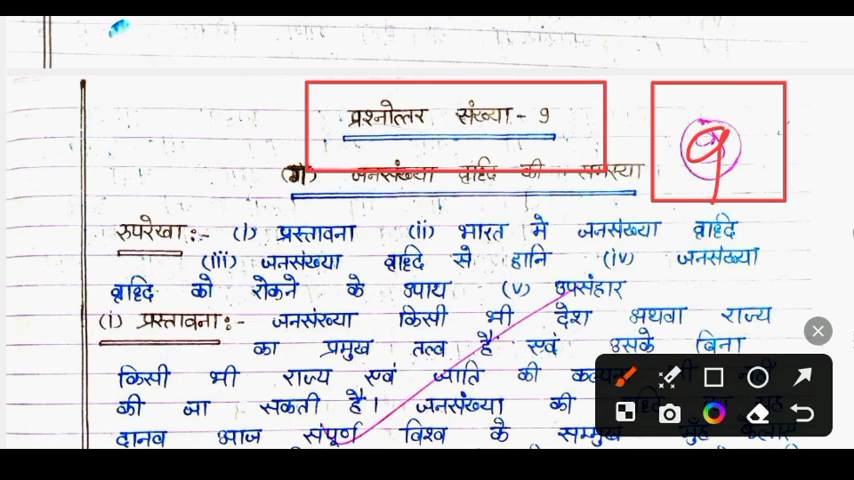 प्रश्नोत्तर संख्या - 9
9
(ग) जनसंख्या वृद्दि की समस्या
रुपरेखा :- (i) प्रस्तावना (ii) भारत मे जनसंख्या वृद्दि
(iii) जनसंख्या वृद्दि से हानि (iv) जनसंख्या
वृद्दि को रोकने के उपाय (v) उपसंहार
(i) प्रस्तावना :- जनसंख्या किसी भी देश अथवा राज्य
का प्रमुख तत्व है एवं उसके बिना
किसी भी राज्य एवं जाति की
की जा सकती है। जनसंख्या की
दानव आज संपूर्ण विश्व के सम्मुख मुँह